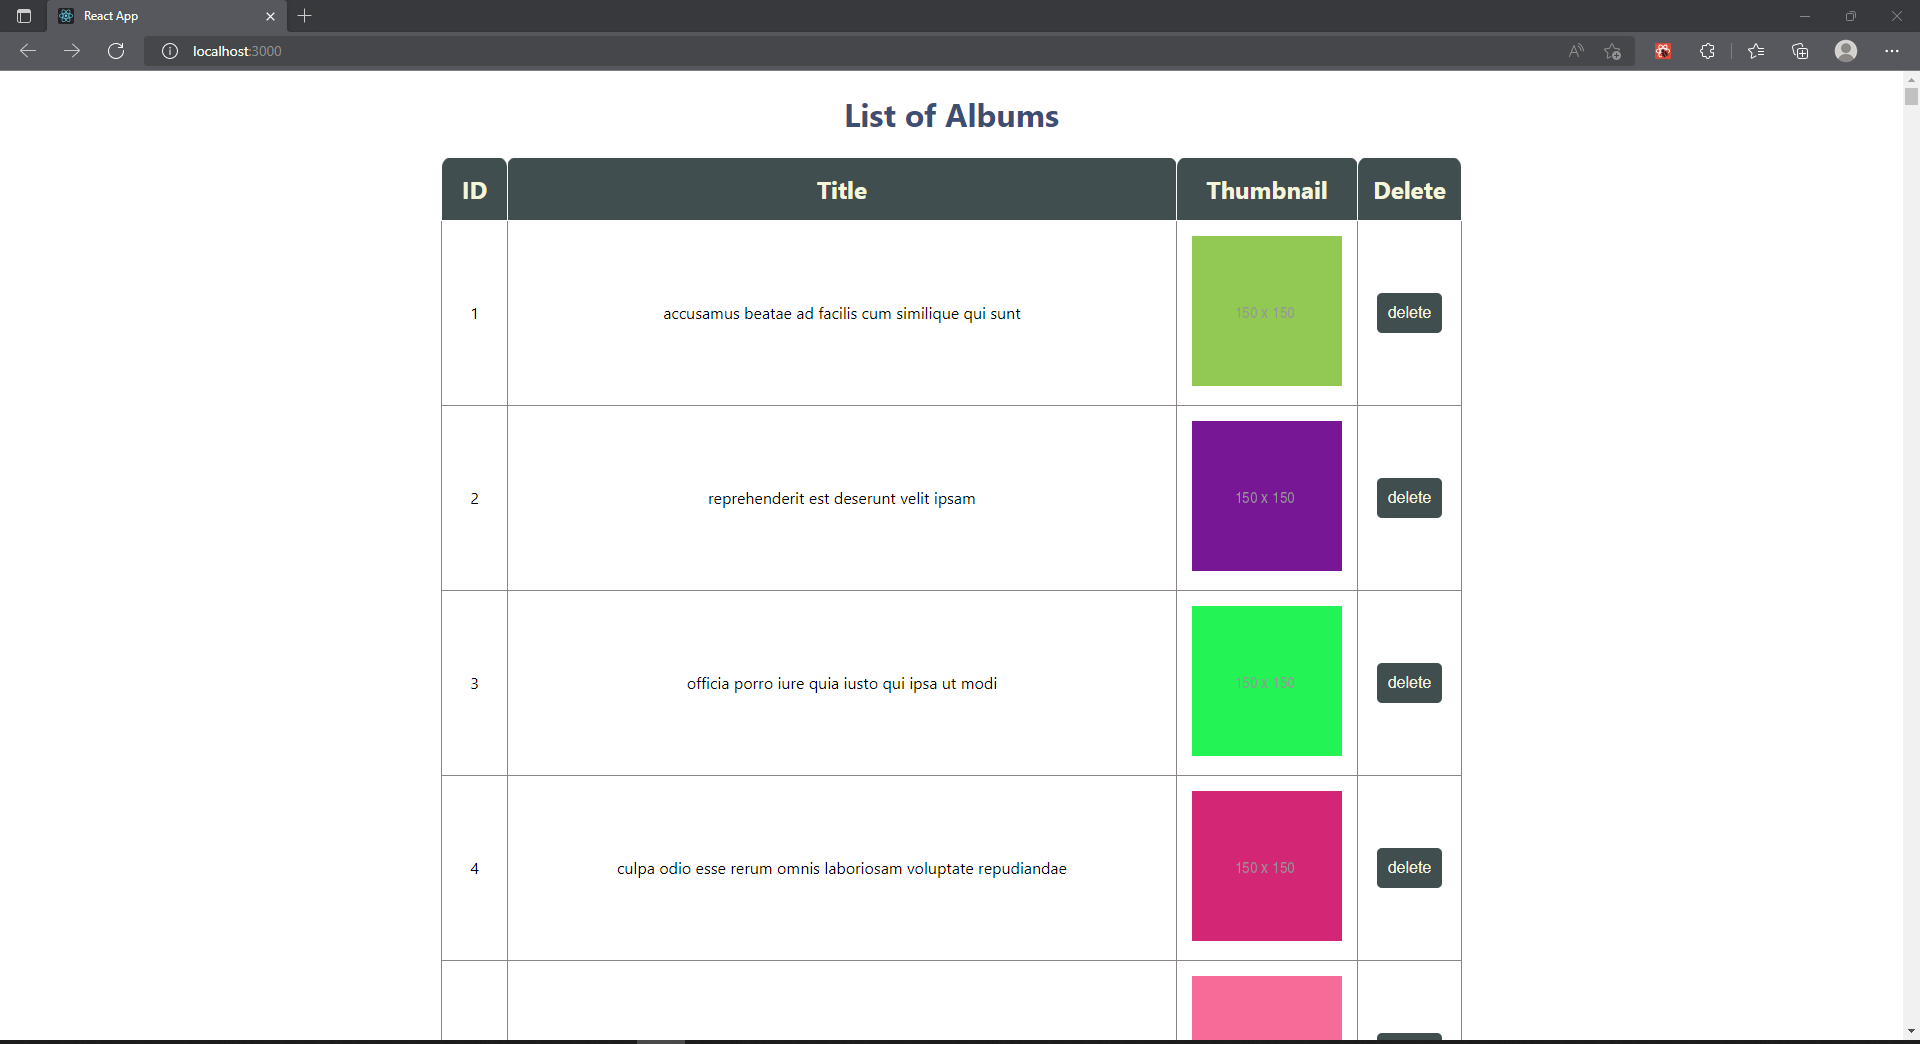 React App
localhost:3000
List of Albums
ID Title Thumbnail Delete
1 accusamus beatae ad facilis cum similique qui sunt 150 x 150 delete
2 reprehenderit est deserunt velit ipsam 150 x 150 delete
3 officia porro iure quia iusto qui ipsa ut modi 150 x 150 delete
4 culpa odio esse rerum omnis laboriosam voluptate repudiandae 150 x 150 delete